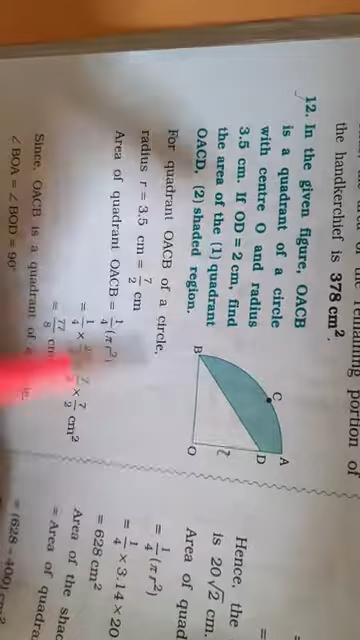 remaining portion of
the handkerchief is 378 cm².
12. In the given figure, OACB
is a quadrant of a circle
with centre O and radius
3.5 cm. If OD = 2 cm, find
the area of the (1) quadrant
OACD, (2) shaded region.
A
C
D
B
O
For quadrant OACB of a circle,
radius r = 3.5 cm = 7/2 cm
Area of quadrant OACB = 1/4 (πr²)
= 1/4 ×
7/2 cm²
= 77/8
Since, OACB is a quadrant of
∠BOA = ∠BOD = 90°
Hence, the
is 20√2 cm.
Area of quad
= 1/4 (πr²)
= 1/4 × 3.14 × 20
= 628 cm²
Area of the shad
= Area of quadra
= (628 - 400) cm²